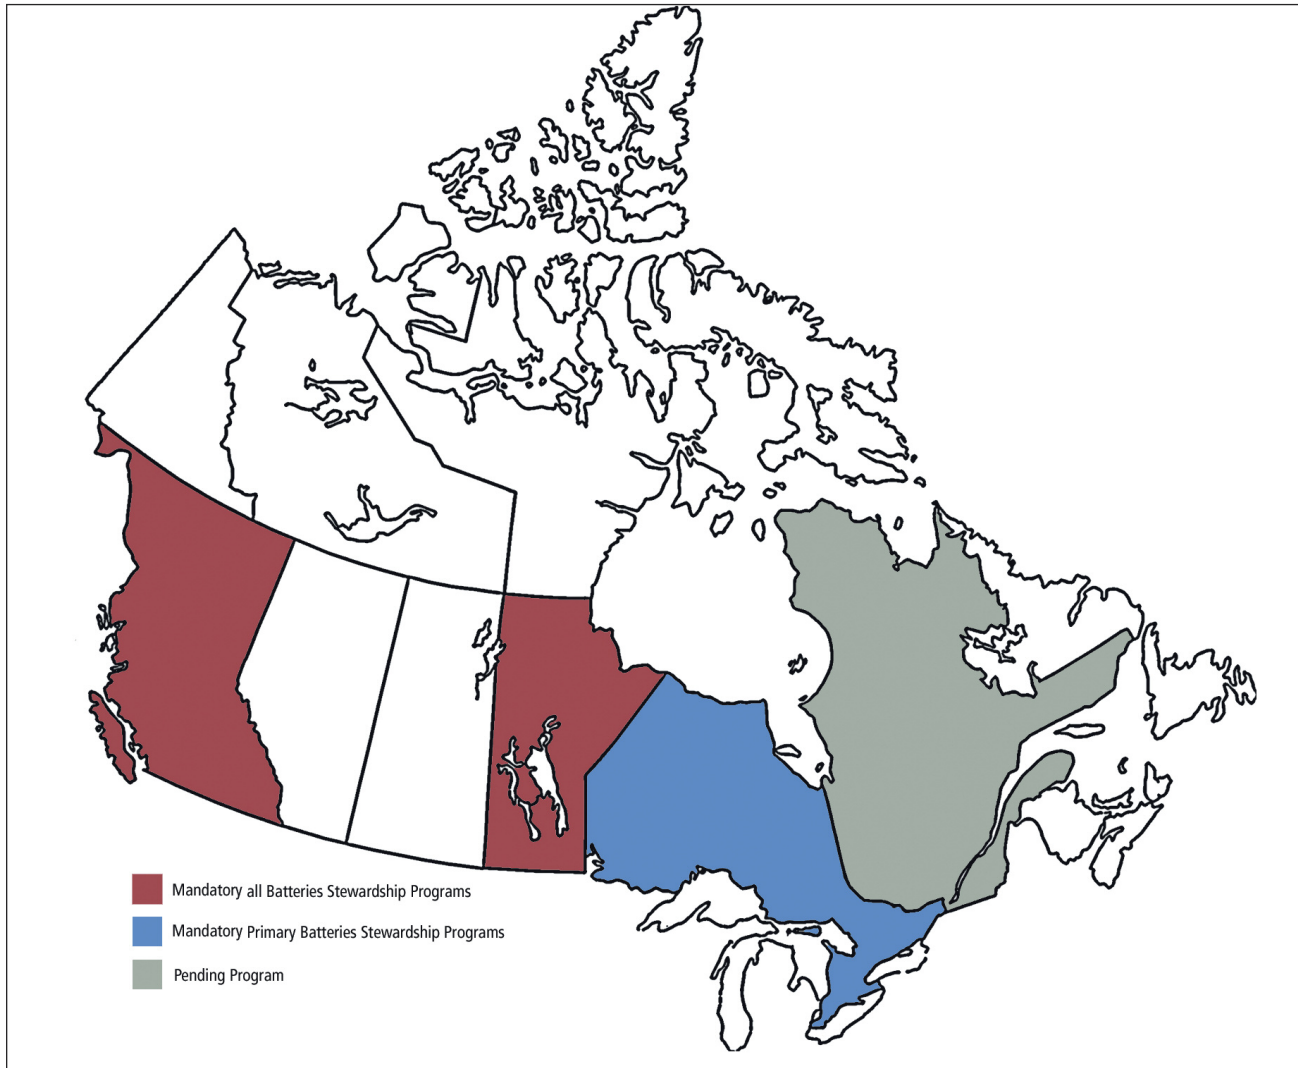 Mandatory all Batteries Stewardship Programs
Mandatory Primary Batteries Stewardship Programs
Pending Program